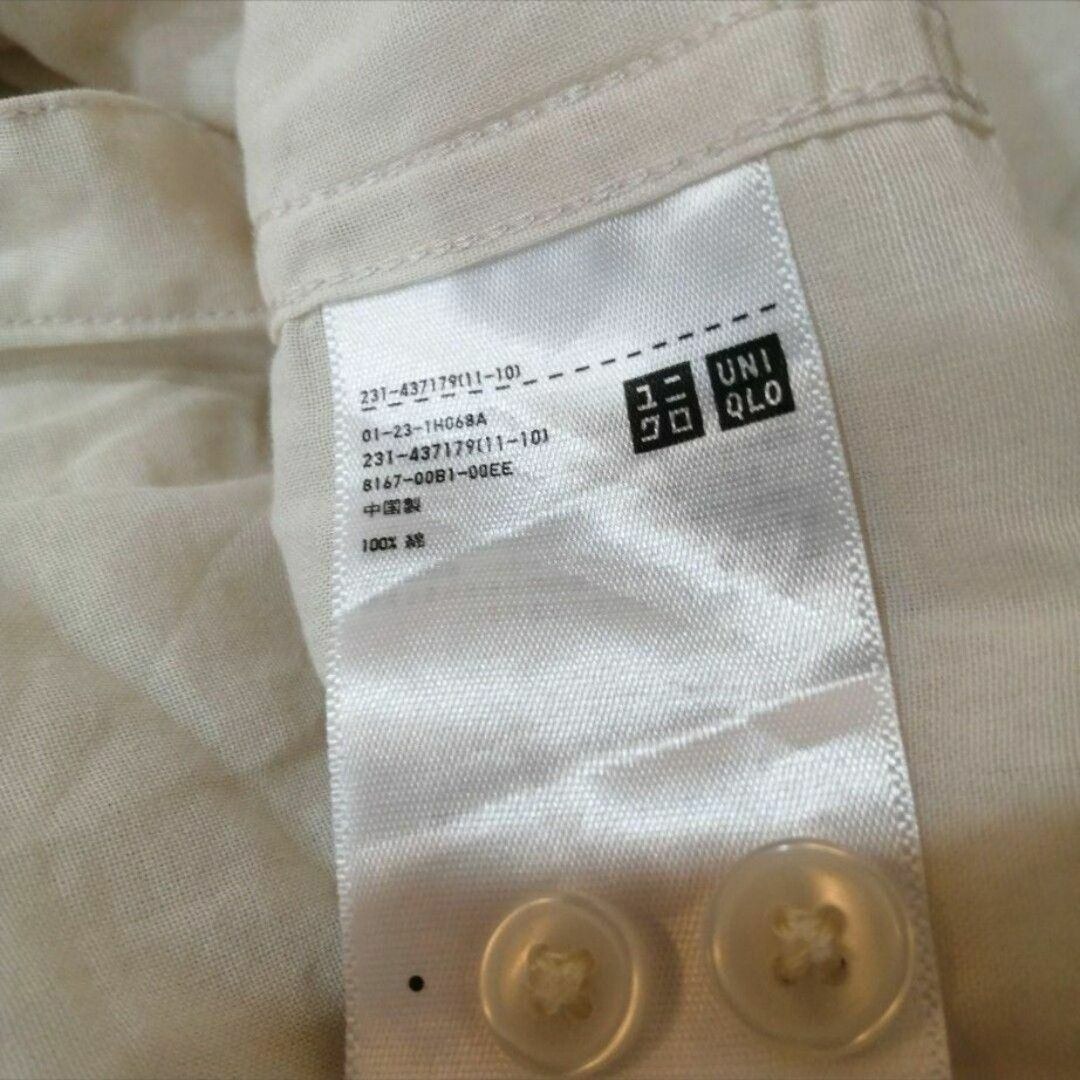 231-437179(11-10)
01-23-1H068A
231-437179(11-10)
8167-00B1-00EE
中国製
100% 綿
ユニ
クロ
UNI
QLO